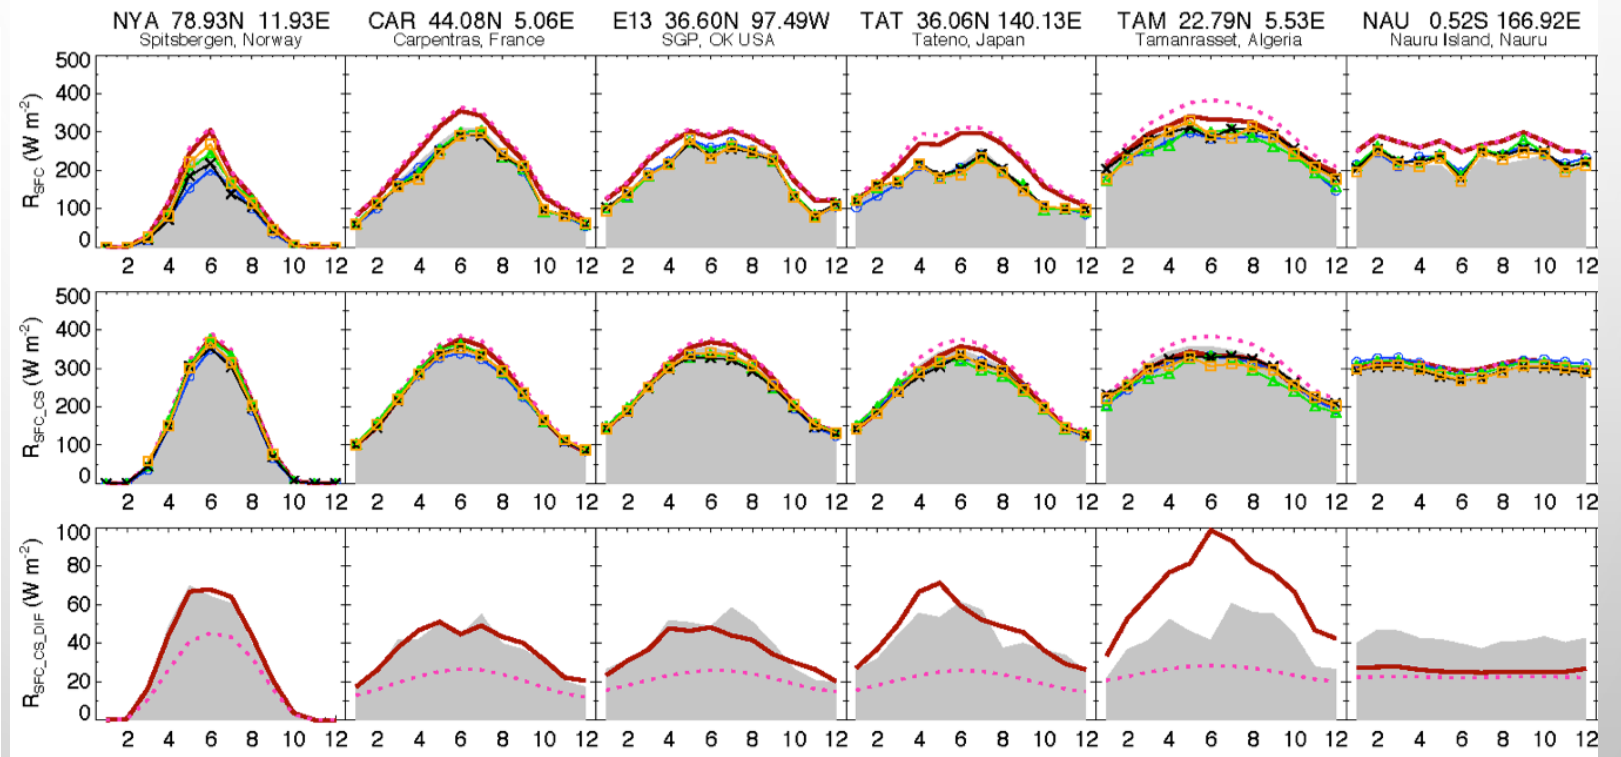 NYA 78.93N 11.93E
Spitsbergen, Norway
CAR 44.08N 5.06E
Carpentras, France
E13 36.60N 97.49W
SGP, OK USA
TAT 36.06N 140.13E
Tateno, Japan
TAM 22.79N 5.53E
Tamanrasset, Algeria
NAU 0.52S 166.92E
Nauru Island, Nauru
R_SFC (W m^-2)
500
400
300
200
100
0
2 4 6 8 10 12
2 4 6 8 10 12
2 4 6 8 10 12
2 4 6 8 10 12
2 4 6 8 10 12
2 4 6 8 10 12
R_SFC_CS (W m^-2)
500
400
300
200
100
0
2 4 6 8 10 12
2 4 6 8 10 12
2 4 6 8 10 12
2 4 6 8 10 12
2 4 6 8 10 12
2 4 6 8 10 12
R_SFC_CS_DIF (W m^-2)
100
80
60
40
20
0
2 4 6 8 10 12
2 4 6 8 10 12
2 4 6 8 10 12
2 4 6 8 10 12
2 4 6 8 10 12
2 4 6 8 10 12